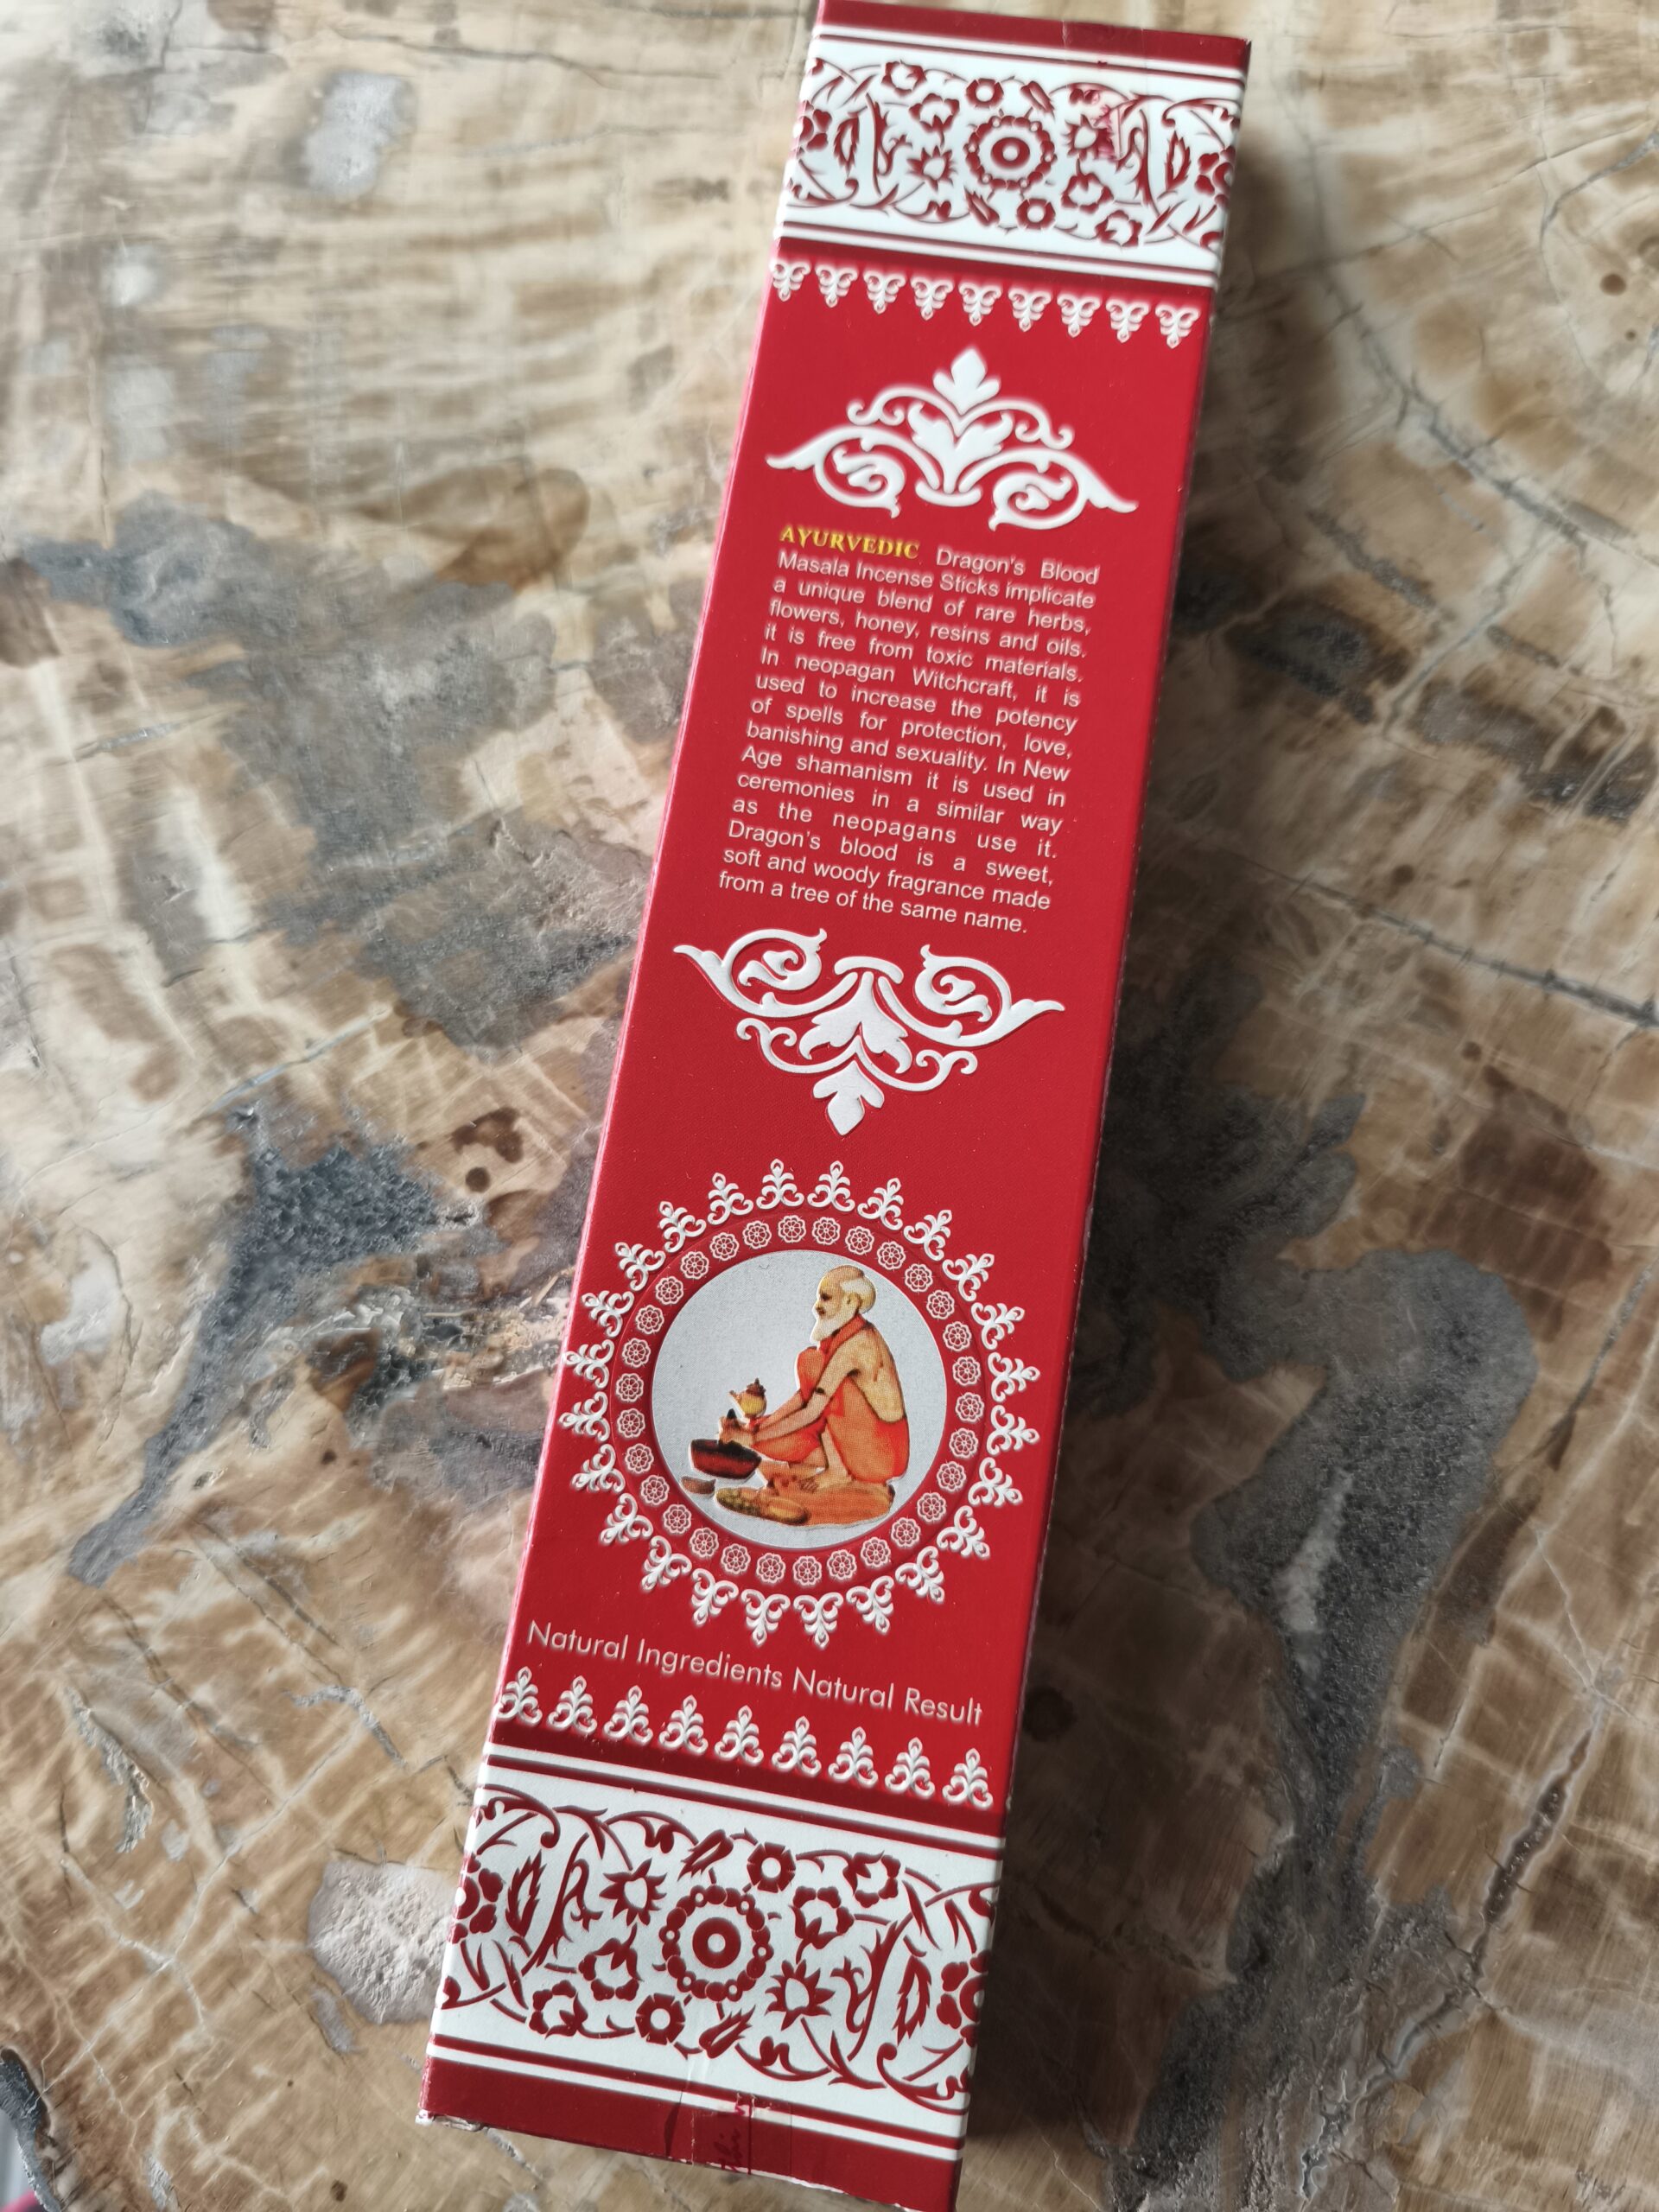 AYURVEDIC Dragon's Blood
Masala Incense Sticks implicate
a unique blend of rare herbs,
flowers, honey, resins and oils.
it is free from toxic materials.
In neopagan Witchcraft, it is
used to increase the potency
of spells for protection, love,
banishing and sexuality. In New
Age shamanism it is used in
ceremonies in a similar way
as the neopagans use it.
Dragon's blood is a sweet,
soft and woody fragrance made
from a tree of the same name.
Natural Ingredients Natural Result